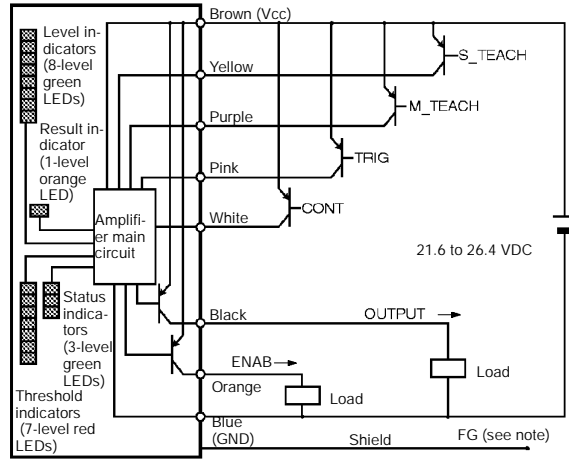 Brown (Vcc)
Level in-
dicators
(8-level
green
LEDs)
S_TEACH
Yellow
M_TEACH
Purple
Result in-
dicator
(1-level
orange
LED)
TRIG
Pink
CONT
White
Amplifi-
er main
circuit
21.6 to 26.4 VDC
Status
indica-
tors
(3-level
green
LEDs)
Black
OUTPUT
Load
ENAB
Orange
Load
Threshold
indicators
(7-level red
LEDs)
Blue
(GND)
Shield
FG (see note)